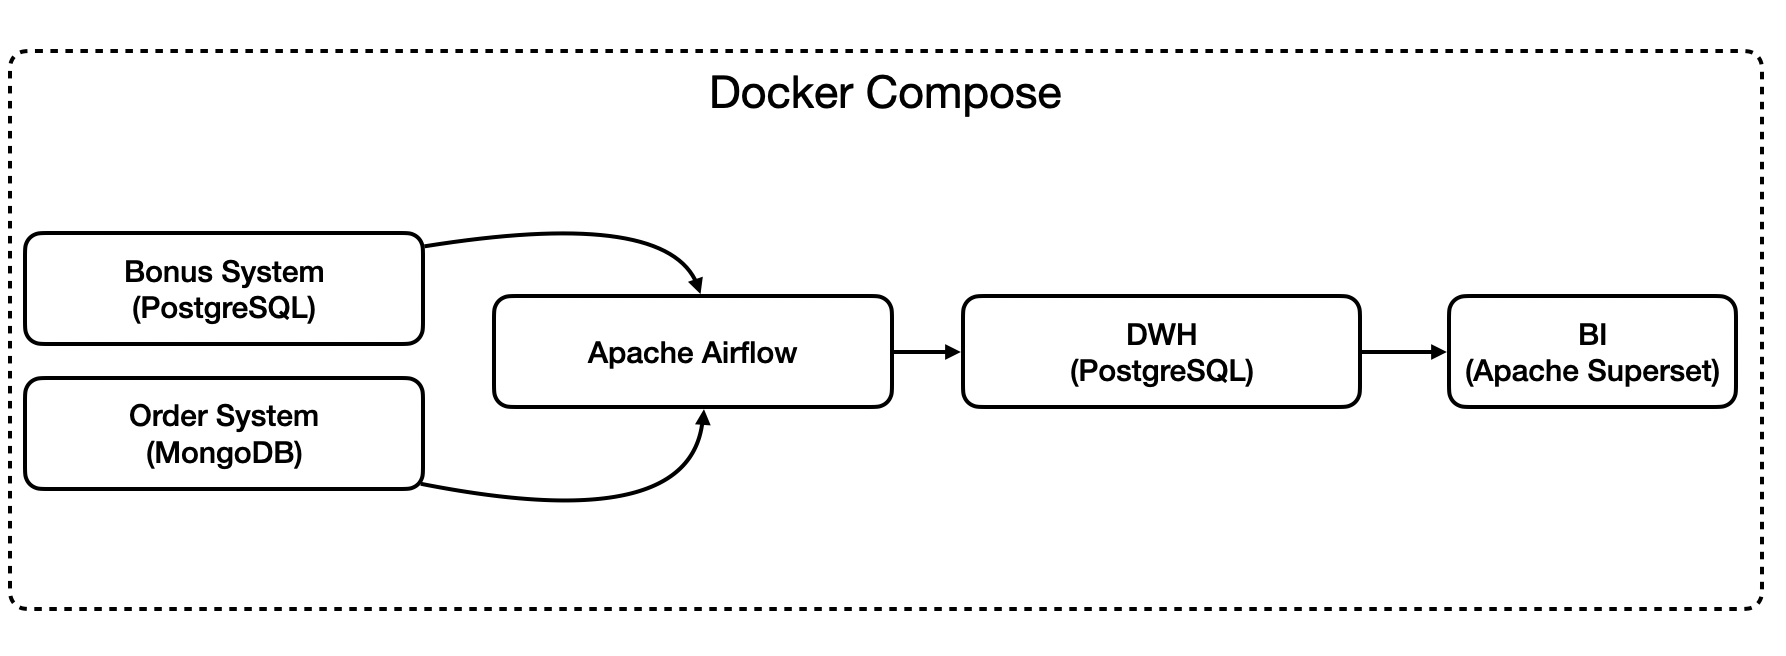 Docker Compose
Bonus System
(PostgreSQL)
Order System
(MongoDB)
Apache Airflow
DWH
(PostgreSQL)
BI
(Apache Superset)